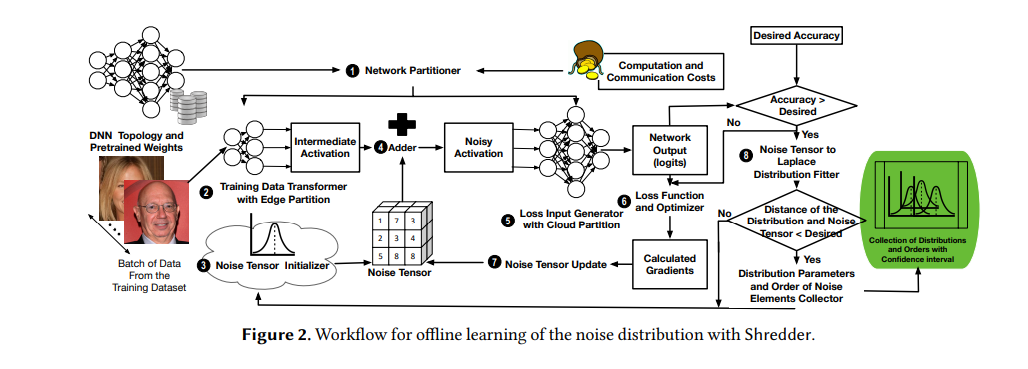 Desired Accuracy
1 Network Partitioner
Computation and
Communication Costs
Accuracy >
Desired
No
Yes
DNN Topology and
Pretrained Weights
Intermediate
Activation
4 Adder
Noisy
Activation
Network
Output
(logits)
8 Noise Tensor to
Laplace
Distribution Fitter
2 Training Data Transformer
with Edge Partition
5 Loss Input Generator
with Cloud Partition
6 Loss Function
and Optimizer
No
Distance of the
Distribution and Noise
Tensor < Desired
Yes
Collection of Distributions
and Orders with
Confidence interval
1 7 3
2 3 4
5 8 8
Noise Tensor
3 Noise Tensor Initializer
7 Noise Tensor Update
Calculated
Gradients
Distribution Parameters
and Order of Noise
Elements Collector
Batch of Data
From the
Training Dataset
Figure 2. Workflow for offline learning of the noise distribution with Shredder.